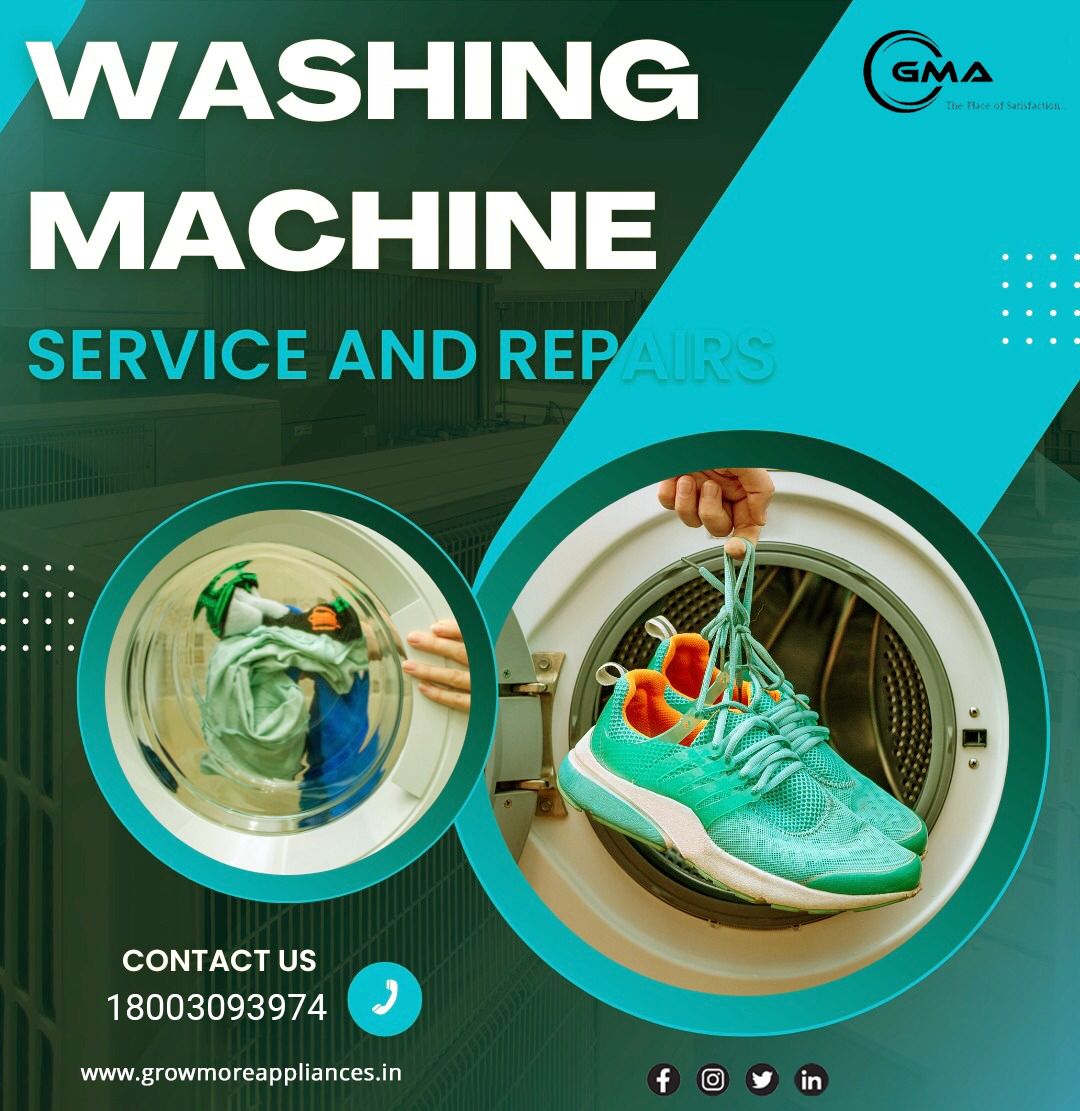 WASHING
MACHINE
SERVICE AND REPAIRS
GMA
The Place of Satisfaction..
CONTACT US
18003093974
www.growmoreappliances.in